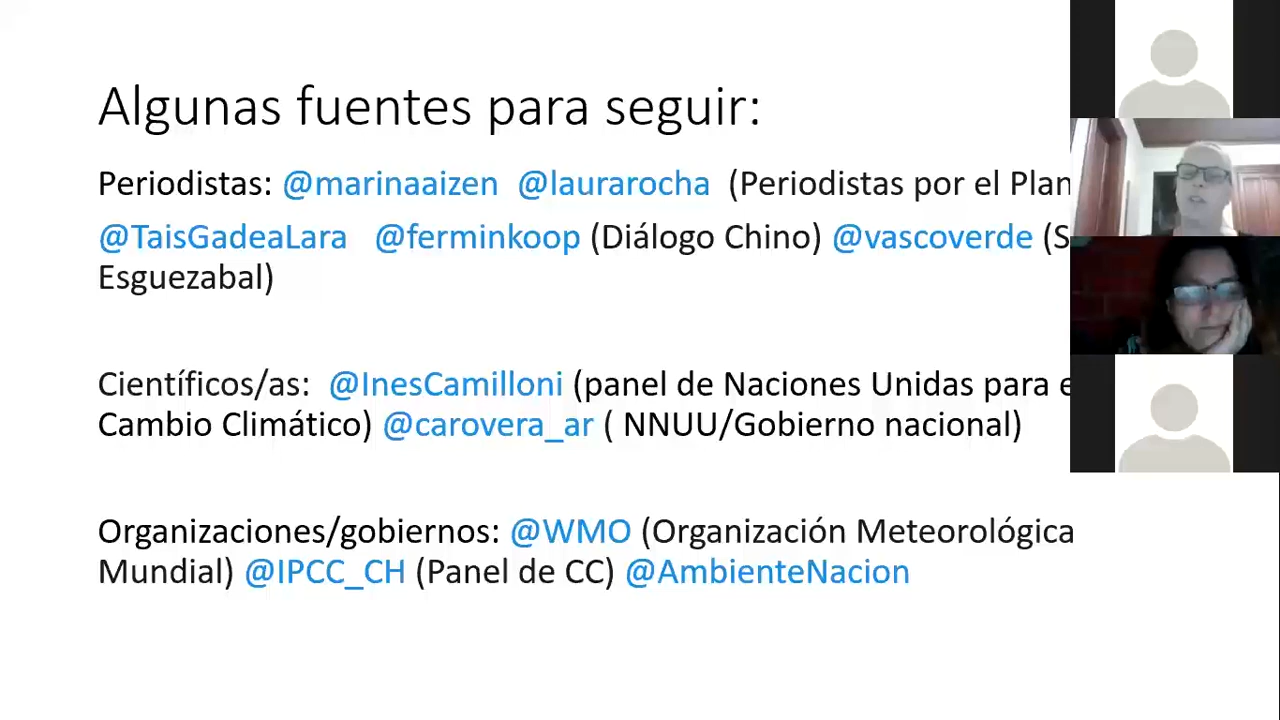 Algunas fuentes para seguir:
Periodistas: @marinaaizen @laurarocha (Periodistas por el
@TaisGadeaLara @ferminkoop (Diálogo Chino) @vascoverde
Esguezabal)
Científicos/as: @InesCamilloni (panel de Naciones Unidas para
Cambio Climático) @carovera_ar ( NNUU/Gobierno nacional)
Organizaciones/gobiernos: @WMO (Organización Meteorológica
Mundial) @IPCC_CH (Panel de CC) @AmbienteNacion